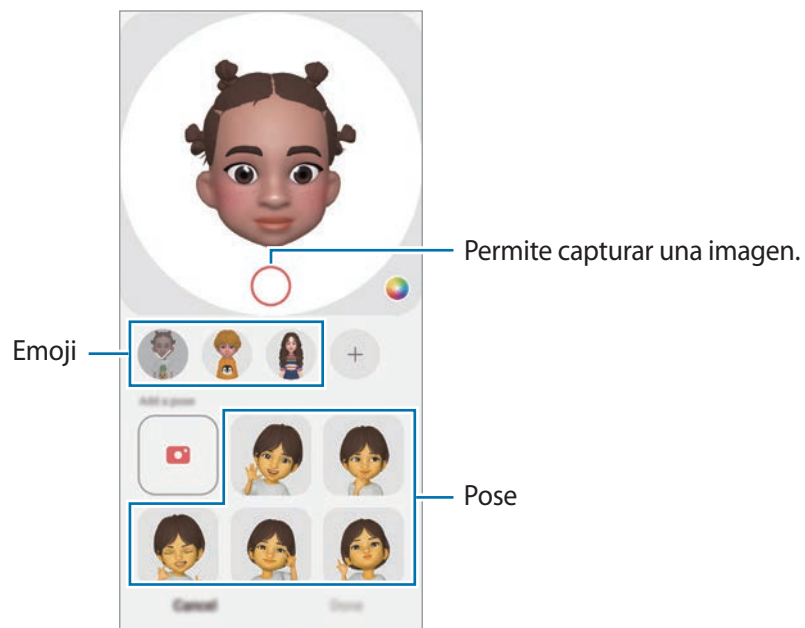 Permite capturar una imagen.
Emoji
Add a pose
Pose
Cancel
Done